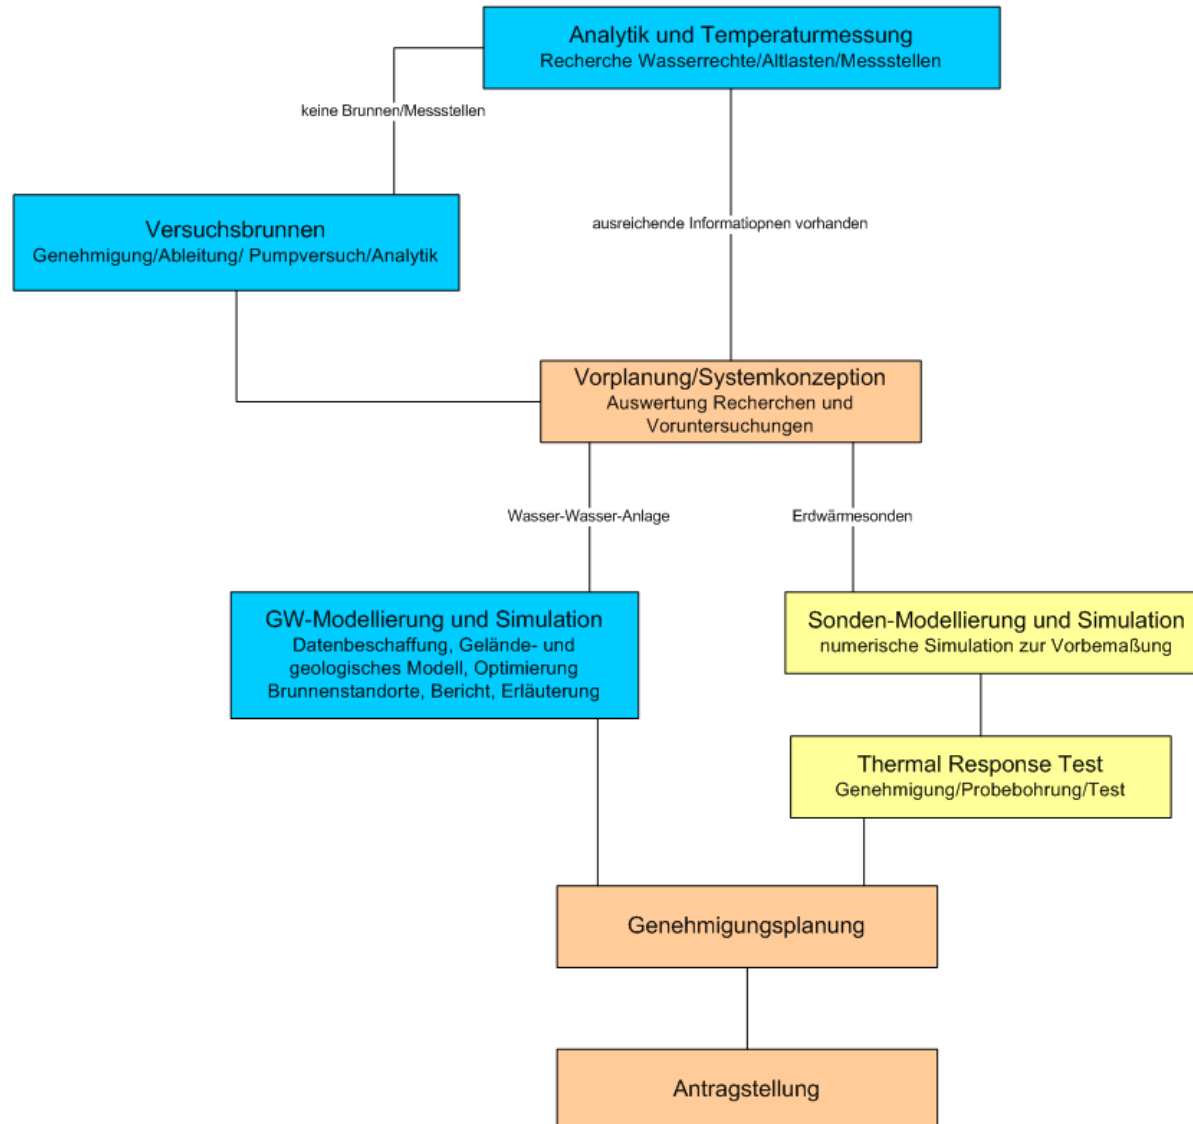 Analytik und Temperaturmessung
Recherche Wasserrechte/Altlasten/Messstellen
keine Brunnen/Messstellen
Versuchsbrunnen
Genehmigung/Ableitung/ Pumpversuch/Analytik
ausreichende Informatiopnen vorhanden
Vorplanung/Systemkonzeption
Auswertung Recherchen und
Voruntersuchungen
Wasser-Wasser-Anlage
Erdwärmesonden
GW-Modellierung und Simulation
Datenbeschaffung, Gelände- und
geologisches Modell, Optimierung
Brunnenstandorte, Bericht, Erläuterung
Sonden-Modellierung und Simulation
numerische Simulation zur Vorbemaßung
Thermal Response Test
Genehmigung/Probebohrung/Test
Genehmigungsplanung
Antragstellung